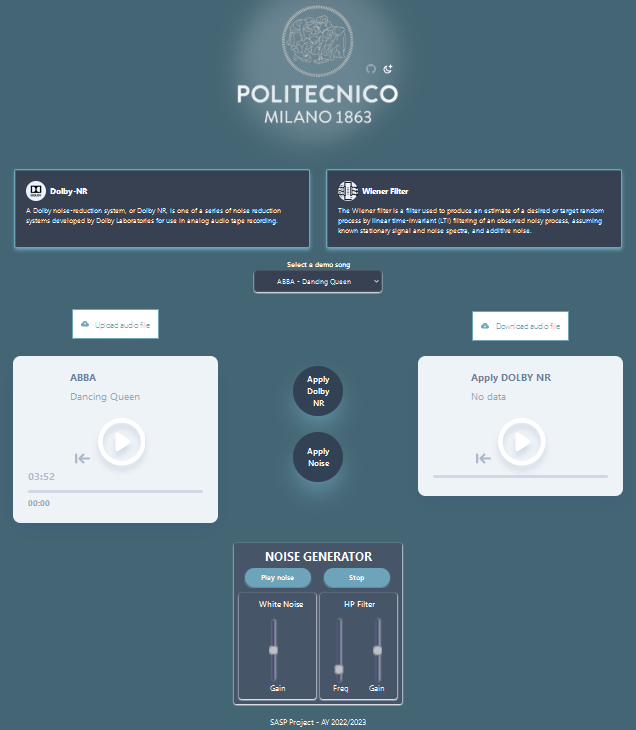 POLITECNICO
MILANO 1863
Dolby-NR
A Dolby noise-reduction system, or Dolby NR, is one of a series of noise reduction
systems developed by Dolby Laboratories for use in analog audio tape recording.
Wiener Filter
The Wiener filter is a filter used to produce an estimate of a desired or target random
process by linear time-invariant (LTI) filtering of an observed noisy process, assuming
known stationary signal and noise spectra, and additive noise.
Select a demo song
ABBA - Dancing Queen
Upload audio file
Download audio file
ABBA
Dancing Queen
03:52
00:00
Apply
Dolby
NR
Apply
Noise
Apply DOLBY NR
No data
NOISE GENERATOR
Play noise
Stop
White Noise
Gain
HP Filter
Freq
Gain
SASP Project - AY 2022/2023